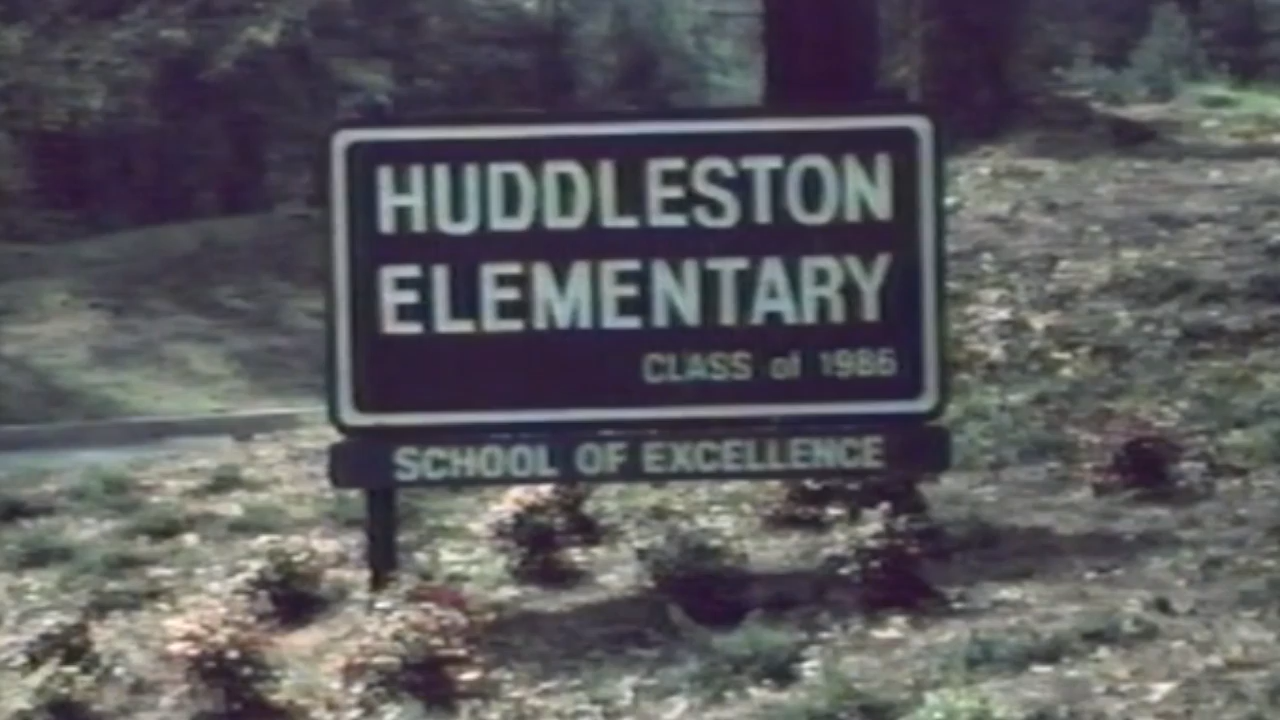 HUDDLESTON
ELEMENTARY
CLASS of 1986
SCHOOL OF EXCELLENCE